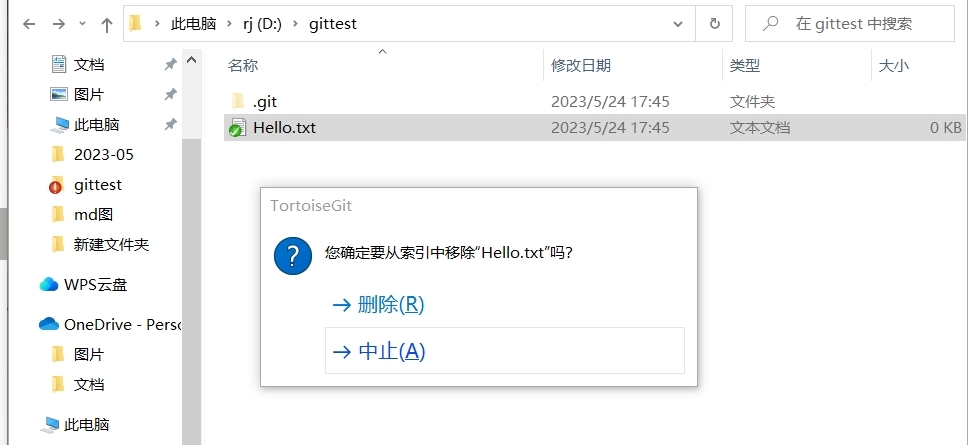 此电脑 rj (D:) gittest 在 gittest 中搜索
文档
图片
此电脑
2023-05
gittest
md图
新建文件夹
WPS云盘
OneDrive - Perso
图片
文档
此电脑
名称 修改日期 类型 大小
.git 2023/5/24 17:45 文件夹
Hello.txt 2023/5/24 17:45 文本文档 0 KB
TortoiseGit
您确定要从索引中移除“Hello.txt”吗?
删除(R)
中止(A)